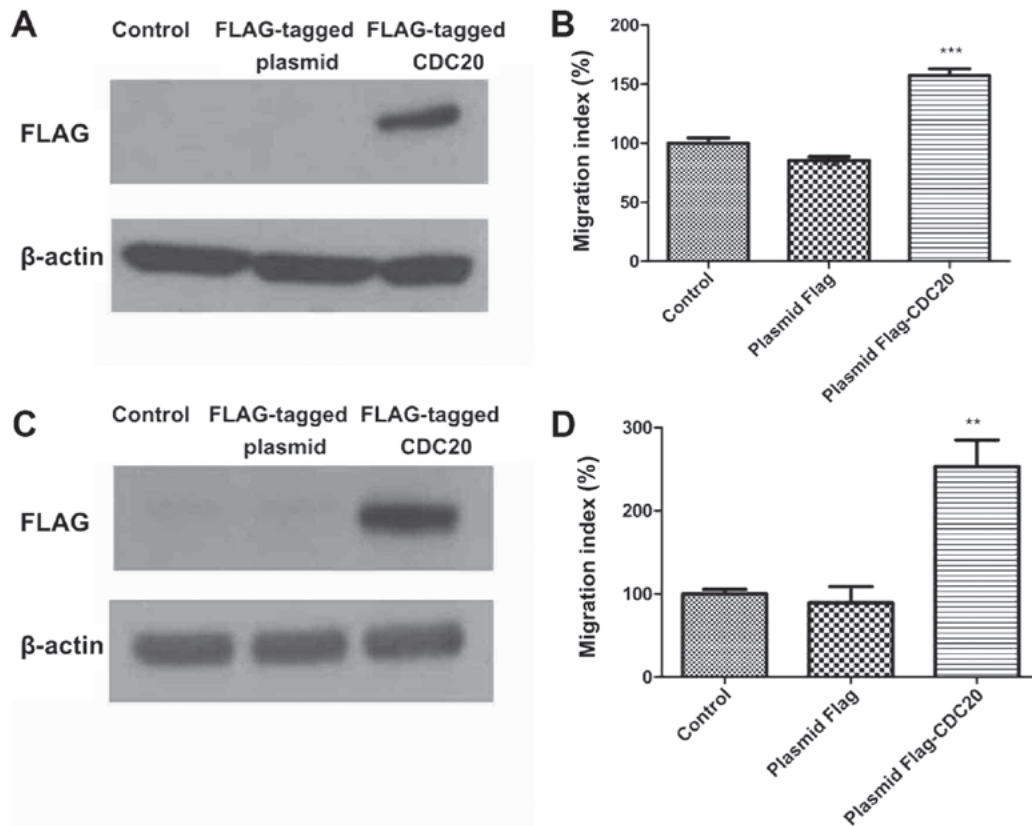 A
Control FLAG-tagged FLAG-tagged
plasmid CDC20
FLAG
β-actin
B
Migration index (%)
200
150
100
50
0
***
Control
Plasmid Flag
Plasmid Flag-CDC20
C
Control FLAG-tagged FLAG-tagged
plasmid CDC20
FLAG
β-actin
D
Migration index (%)
300
200
100
0
**
Control
Plasmid Flag
Plasmid Flag-CDC20